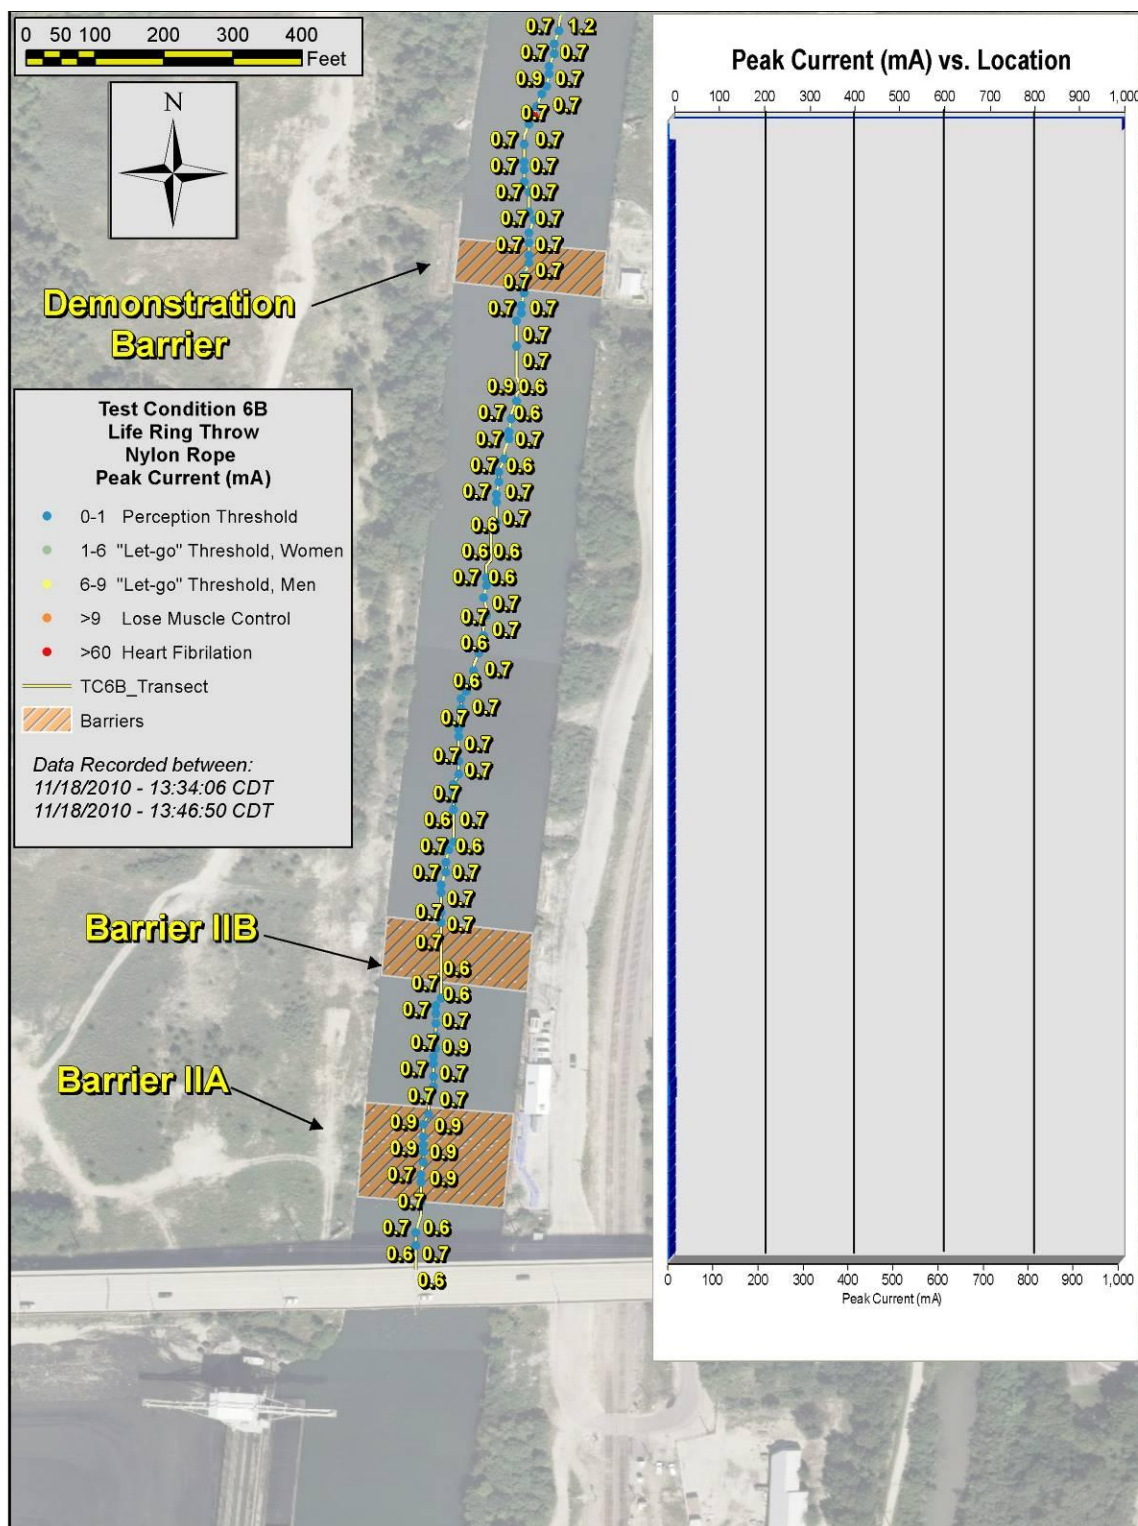 0 50 100 200 300 400
Feet
N
Demonstration
Barrier
Test Condition 6B
Life Ring Throw
Nylon Rope
Peak Current (mA)
0-1 Perception Threshold
1-6 "Let-go" Threshold, Women
6-9 "Let-go" Threshold, Men
>9 Lose Muscle Control
>60 Heart Fibrilation
TC6B_Transect
Barriers
Data Recorded between:
11/18/2010 - 13:34:06 CDT
11/18/2010 - 13:46:50 CDT
Barrier IIB
Barrier IIA
0.7 1.2
0.7 0.7
0.9 0.7
0.7
0.7
0.7 0.7
0.7 0.7
0.7 0.7
0.7 0.7
0.7 0.7
0.7
0.7
0.7 0.7
0.7
0.7
0.9 0.6
0.7 0.6
0.7 0.7
0.7 0.6
0.7 0.7
0.7
0.6
0.6 0.6
0.7 0.6
0.7
0.7
0.7
0.6
0.7
0.6
0.7
0.7
0.7
0.7
0.7
0.7
0.6 0.7
0.7 0.6
0.7 0.7
0.7
0.7
0.7
0.7
0.6
0.7
0.6
0.7
0.7
0.7 0.9
0.7 0.7
0.7 0.7
0.9 0.9
0.9 0.9
0.7 0.9
0.7
0.7 0.6
0.6 0.7
0.6
Peak Current (mA) vs. Location
0 100 200 300 400 500 600 700 800 900 1,000
0 100 200 300 400 500 600 700 800 900 1,000
Peak Current (mA)